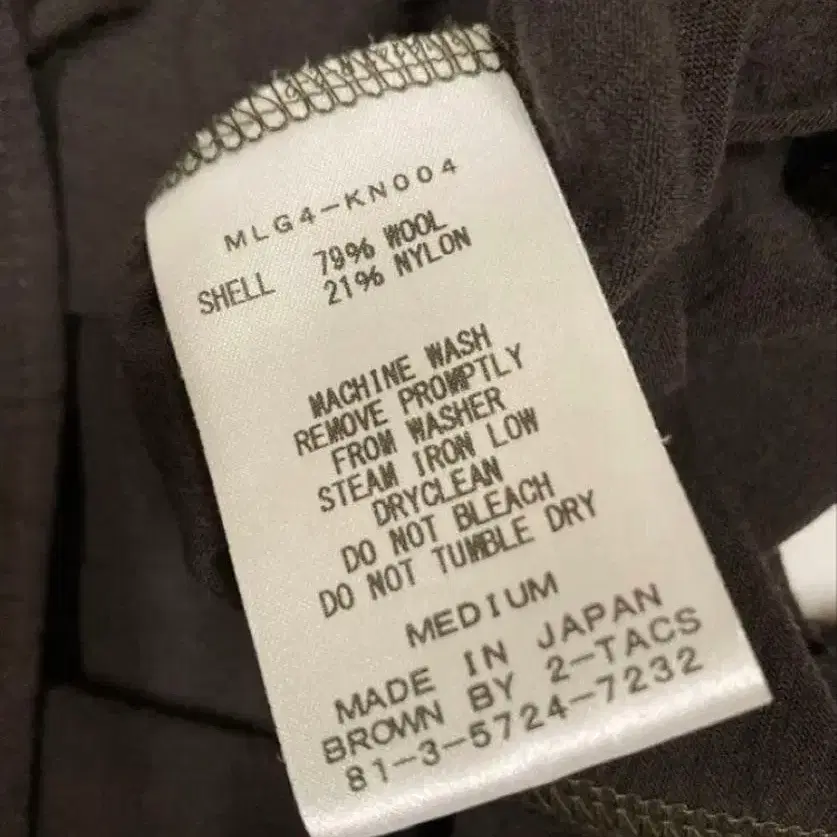 MLG4-KN004
SHELL 79% WOOL
21% NYLON
MACHINE WASH
REMOVE PROMPTLY
FROM WASHER
STEAM IRON LOW
DRYCLEAN
DO NOT BLEACH
DO NOT TUMBLE DRY
MEDIUM
MADE IN JAPAN
BROWN BY 2-TACS
81-3-5724-7232